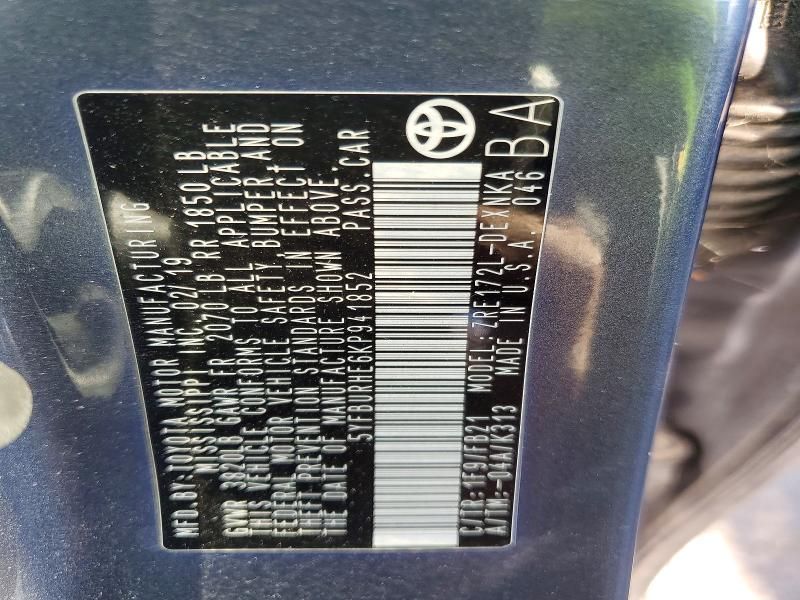 MFD.BY:TOYOTA MOTOR MANUFACTURING
MISSISSIPPI INC.02/19
GVWR 3820LB GAWR FR 2070LB RR 1850LB
THIS VEHICLE CONFORMS TO ALL APPLICABLE
FEDERAL MOTOR VEHICLE SAFETY, BUMPER, AND
THEFT PREVENTION STANDARDS IN EFFECT ON
THE DATE OF MANUFACTURE SHOWN ABOVE.
5YFBURHE6KP941852 PASS.CAR
C/TR:1F9/FB21 MODEL:ZRE172L-DEXNKA
A/TM:-04A/K313 MADE IN U.S.A. 046 BA